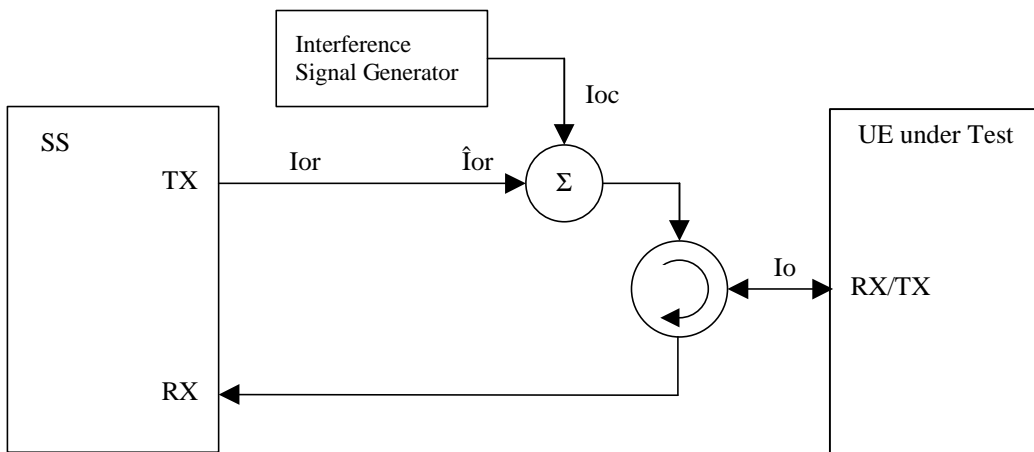 Interference
Signal Generator
Ioc
SS
UE under Test
TX
Ior
Îor
Σ
Io
RX/TX
RX